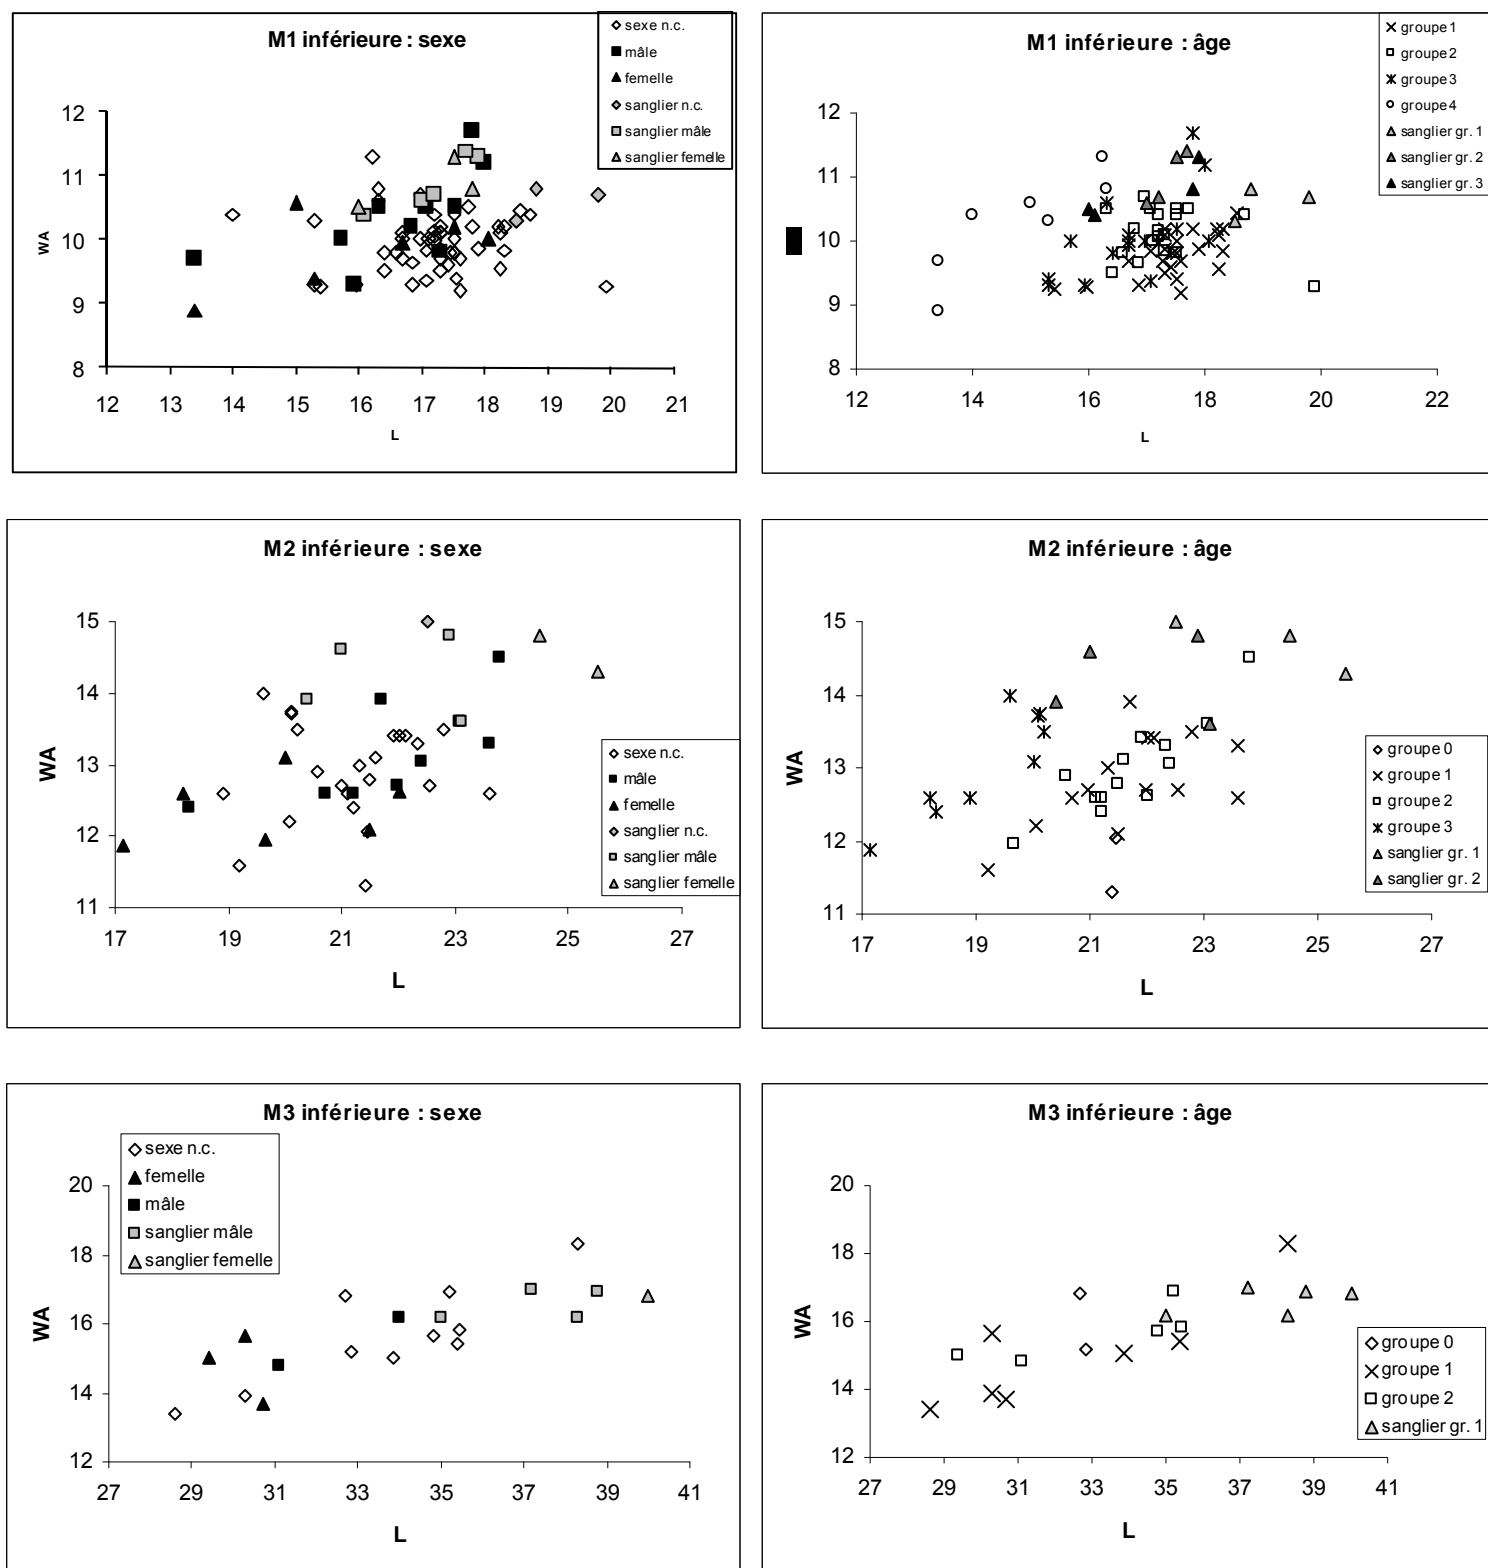 M1 inférieure : sexe
sexe n.c.
mâle
femelle
sanglier n.c.
sanglier mâle
sanglier femelle
12
11
10
9
8
WA
12 13 14 15 16 17 18 19 20 21
L
M1 inférieure : âge
groupe 1
groupe 2
groupe 3
groupe 4
sanglier gr. 1
sanglier gr. 2
sanglier gr. 3
12
11
10
9
8
12 14 16 18 20 22
L
M2 inférieure : sexe
15
14
13
12
11
WA
sexe n.c.
mâle
femelle
sanglier n.c.
sanglier mâle
sanglier femelle
17 19 21 23 25 27
L
M2 inférieure : âge
15
14
13
12
11
WA
groupe 0
groupe 1
groupe 2
groupe 3
sanglier gr. 1
sanglier gr. 2
17 19 21 23 25 27
L
M3 inférieure : sexe
sexe n.c.
femelle
mâle
sanglier mâle
sanglier femelle
20
18
16
14
12
WA
27 29 31 33 35 37 39 41
L
M3 inférieure : âge
20
18
16
14
12
WA
groupe 0
groupe 1
groupe 2
sanglier gr. 1
27 29 31 33 35 37 39 41
L